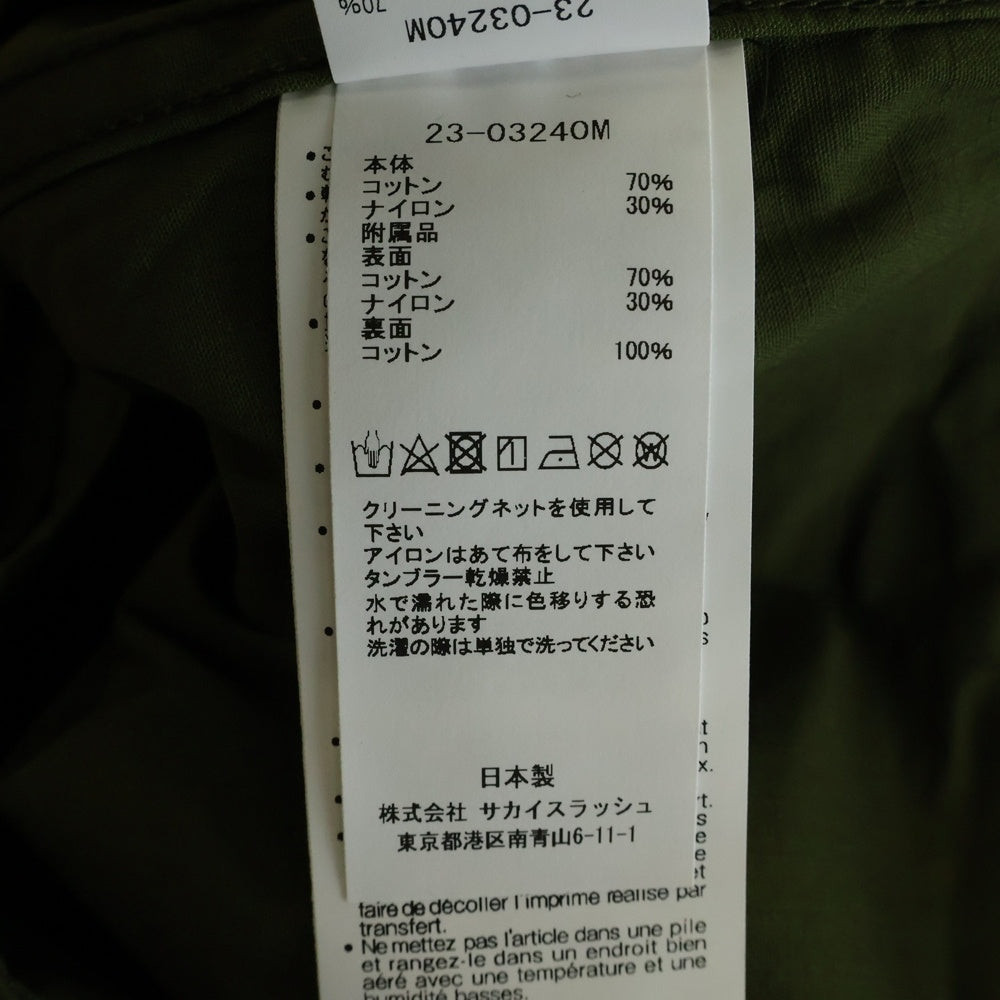 23-03240M
70%
23-03240M
本体
コットン 70%
ナイロン 30%
附属品
表面
コットン 70%
ナイロン 30%
裏面
コットン 100%
クリーニングネットを使用して
下さい
アイロンはあて布をして下さい
タンブラー乾燥禁止
水で濡れた際に色移りする恐
れがあります
洗濯の際は単独で洗ってください
日本製
株式会社 サカイスラッシュ
東京都港区南青山6-11-1
faire de décoller l'imprimé réalisé par
transfert.
• Ne mettez pas l'article dans une pile
et rangez-le dans un endroit bien
aéré avec une température et une
humidité basses.